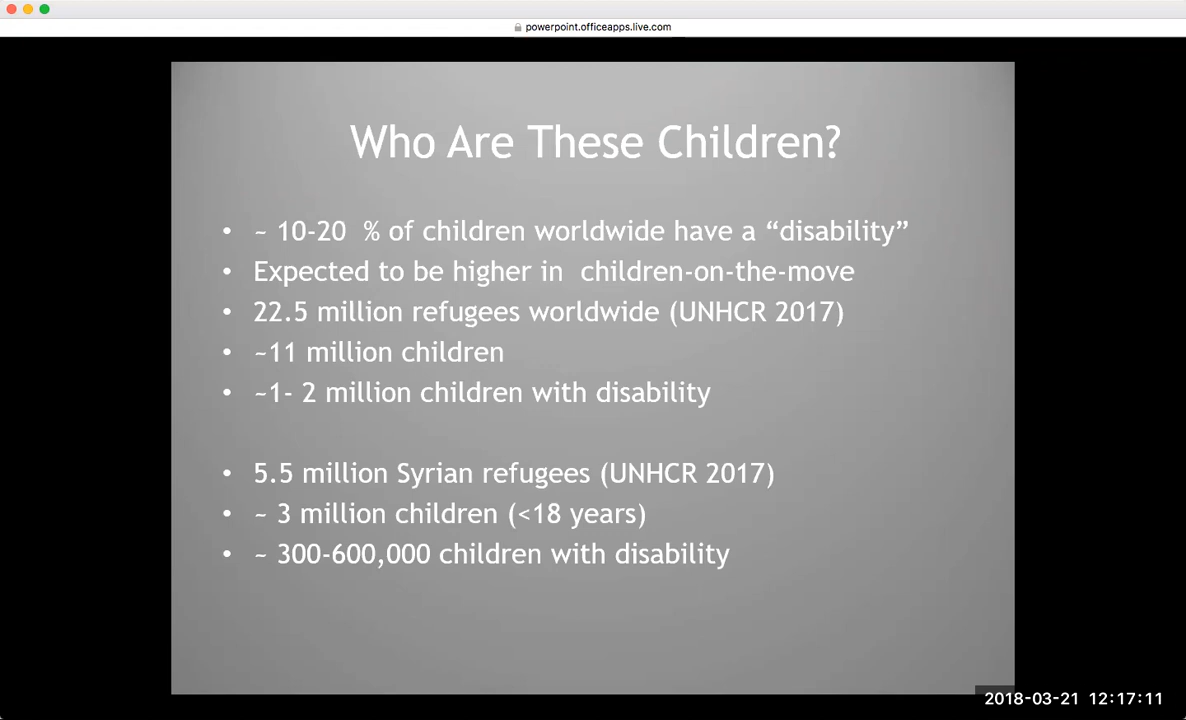 powerpoint.officeapps.live.com
Who Are These Children?
• ~ 10-20  % of children worldwide have a “disability”
• Expected to be higher in  children-on-the-move
• 22.5 million refugees worldwide (UNHCR 2017)
• ~11 million children
• ~1- 2 million children with disability
• 5.5 million Syrian refugees (UNHCR 2017)
• ~ 3 million children (<18 years)
• ~ 300-600,000 children with disability
2018-03-21 12:17:11